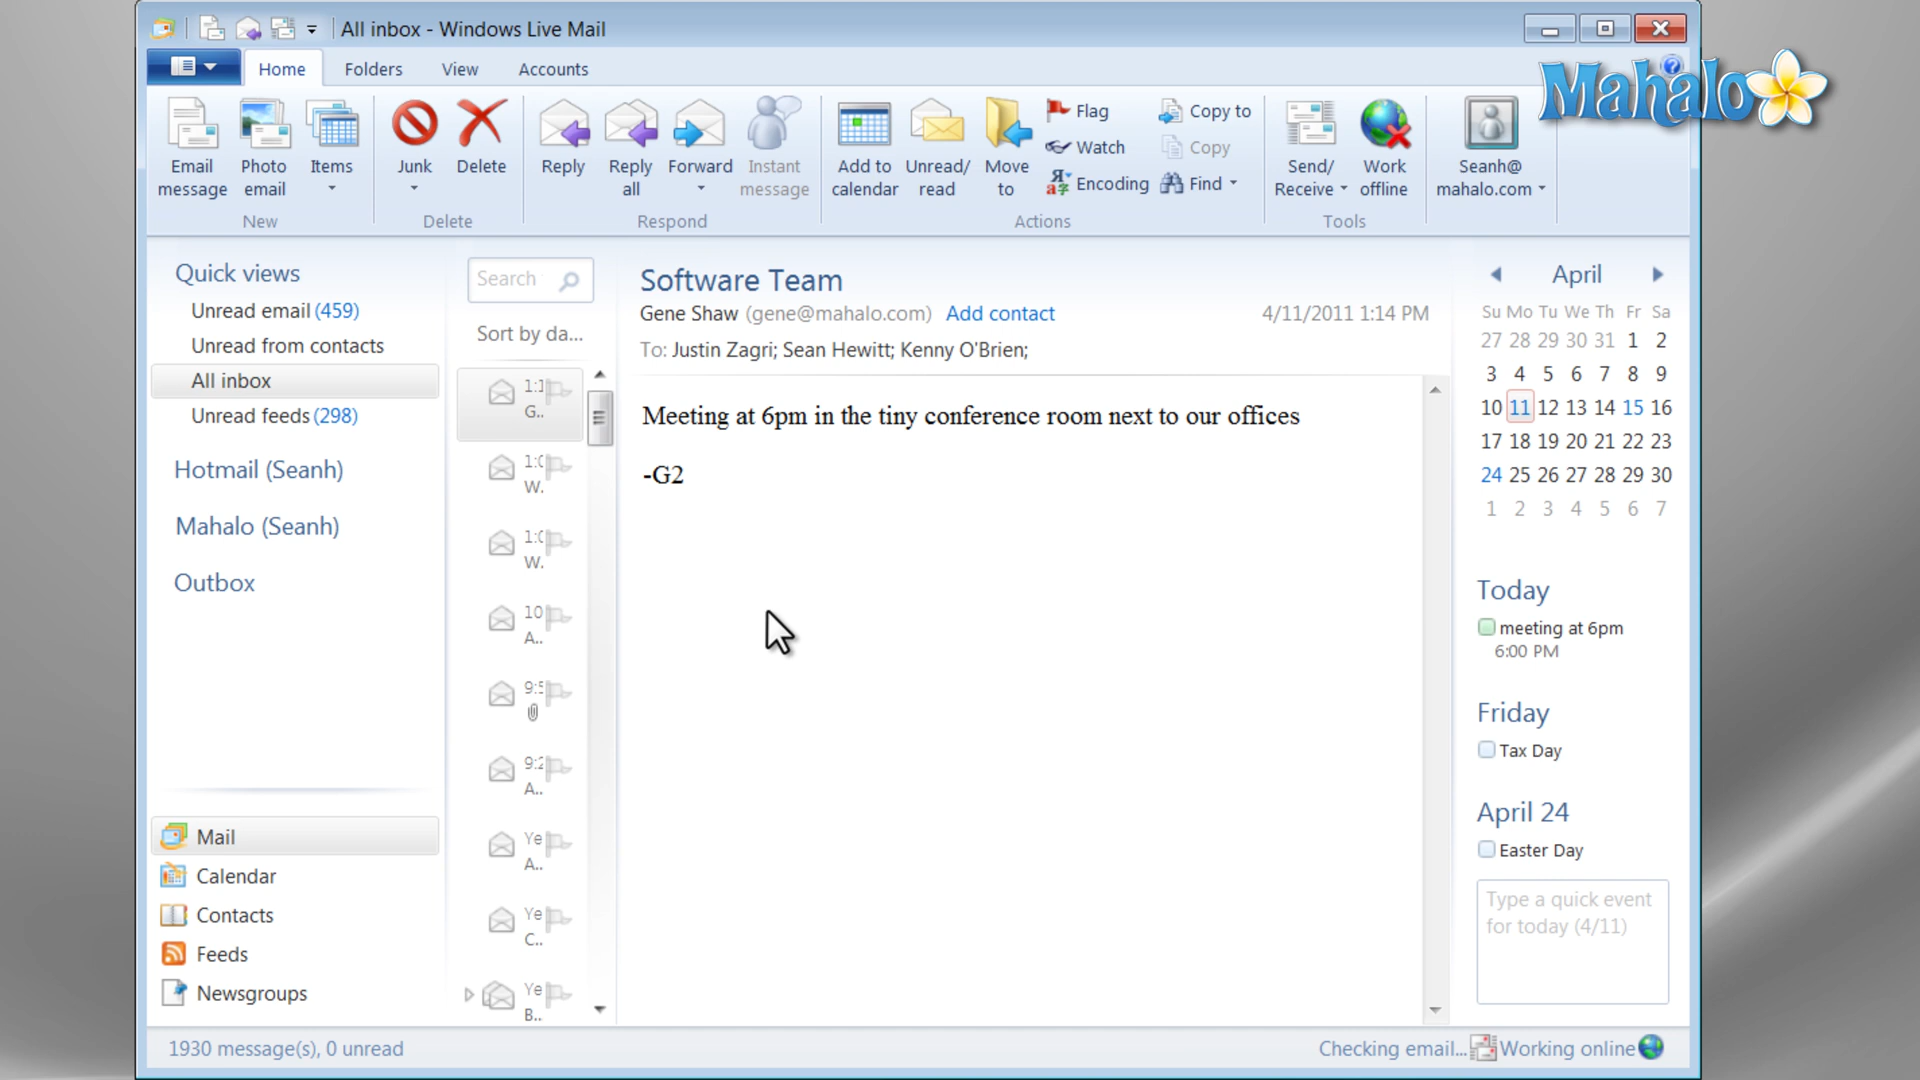 All inbox - Windows Live Mail
Mahalo
Home Folders View Accounts
Email message
Photo email
Items
New
Junk
Delete
Delete
Reply
Reply all
Forward
Instant message
Respond
Add to calendar
Unread/ read
Move to
Flag
Watch
Encoding
Copy to
Copy
Find
Actions
Send/ Receive
Work offline
Tools
Seanh@ mahalo.com
Quick views
Unread email (459)
Unread from contacts
All inbox
Unread feeds (298)
Hotmail (Seanh)
Mahalo (Seanh)
Outbox
Mail
Calendar
Contacts
Feeds
Newsgroups
Search
Sort by da...
G..
W.
W.
10
A..
A..
Ye
A..
Ye
C..
Ye
B..
Software Team
Gene Shaw (gene@mahalo.com) Add contact 4/11/2011 1:14 PM
To: Justin Zagri; Sean Hewitt; Kenny O'Brien;
Meeting at 6pm in the tiny conference room next to our offices
-G2
April
Su Mo Tu We Th Fr Sa
27 28 29 30 31 1 2
3 4 5 6 7 8 9
10 11 12 13 14 15 16
17 18 19 20 21 22 23
24 25 26 27 28 29 30
1 2 3 4 5 6 7
Today
meeting at 6pm
6:00 PM
Friday
Tax Day
April 24
Easter Day
Type a quick event
for today (4/11)
1930 message(s), 0 unread
Checking email... Working online